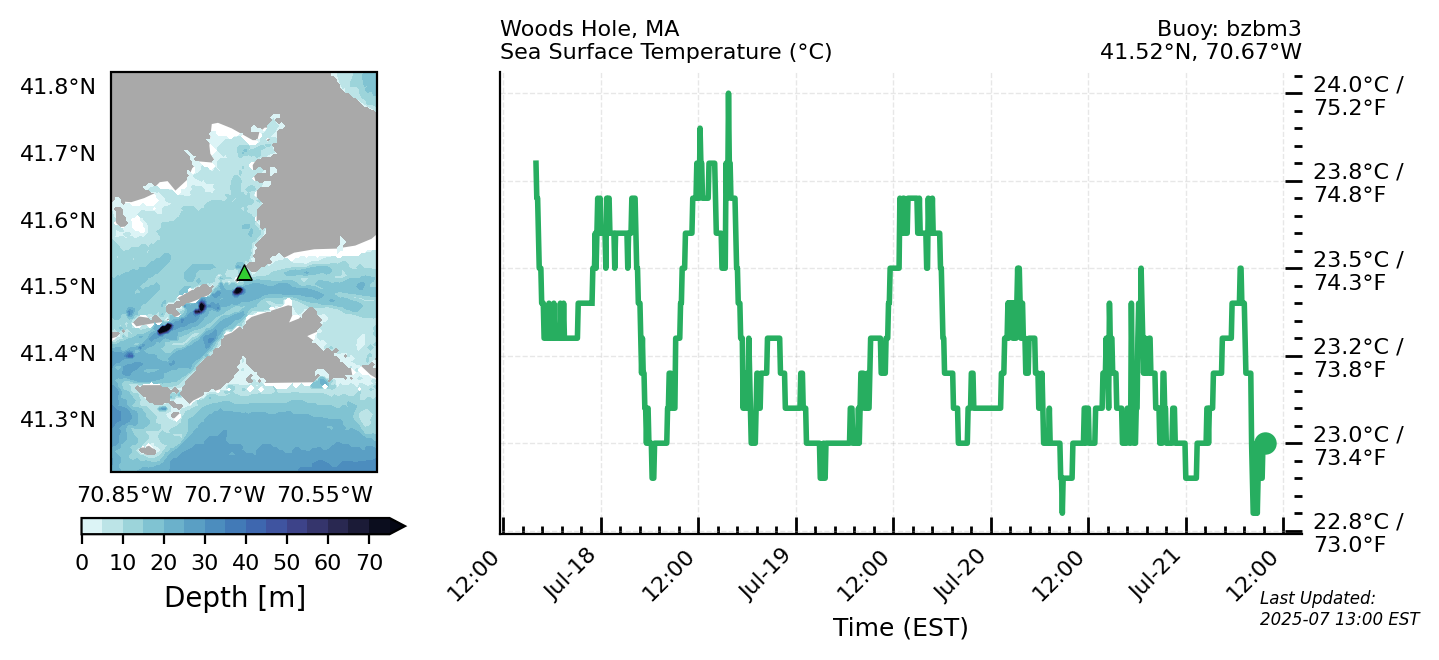 Woods Hole, MA
Sea Surface Temperature (°C)
Buoy: bzbm3
41.52°N, 70.67°W
41.8°N
41.7°N
41.6°N
41.5°N
41.4°N
41.3°N
70.85°W 70.7°W 70.55°W
0 10 20 30 40 50 60 70
Depth [m]
24.0°C /
75.2°F
23.8°C /
74.8°F
23.5°C /
74.3°F
23.2°C /
73.8°F
23.0°C /
73.4°F
22.8°C /
73.0°F
12:00 Jul-18 12:00 Jul-19 12:00 Jul-20 12:00 Jul-21 12:00
Time (EST)
Last Updated:
2025-07 13:00 EST